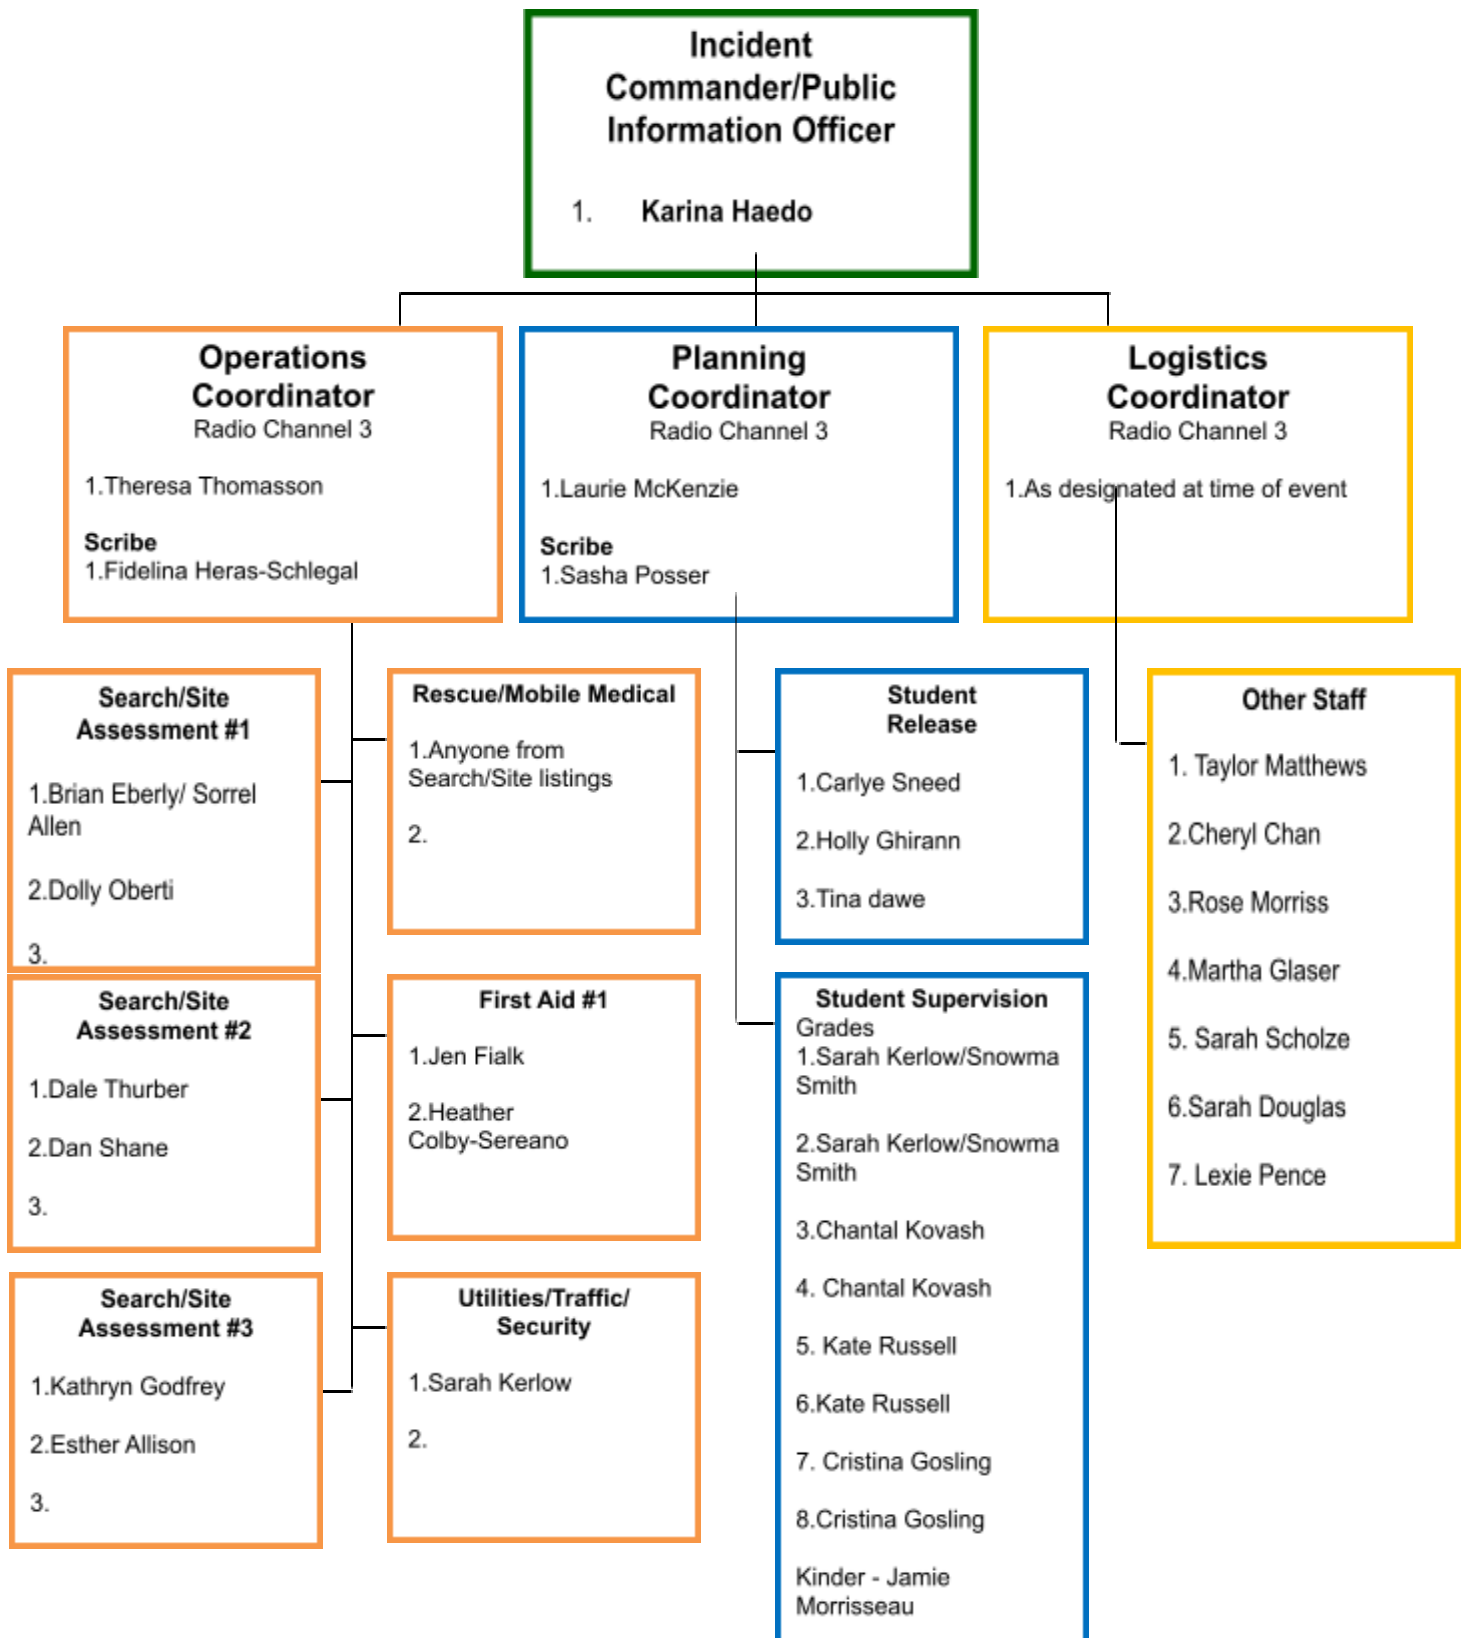 Incident
Commander/Public
Information Officer
1. Karina Haedo
Operations
Coordinator
Radio Channel 3
1.Theresa Thomasson
Scribe
1.Fidelina Heras-Schlegal
Planning
Coordinator
Radio Channel 3
1.Laurie McKenzie
Scribe
1.Sasha Posser
Logistics
Coordinator
Radio Channel 3
1.As designated at time of event
Search/Site
Assessment #1
1.Brian Eberly/ Sorrel
Allen
2.Dolly Oberti
3.
Rescue/Mobile Medical
1.Anyone from
Search/Site listings
2.
Student
Release
1.Carlye Sneed
2.Holly Ghirann
3.Tina dawe
Other Staff
1. Taylor Matthews
2.Cheryl Chan
3.Rose Morriss
4.Martha Glaser
5. Sarah Scholze
6.Sarah Douglas
7. Lexie Pence
Search/Site
Assessment #2
1.Dale Thurber
2.Dan Shane
3.
First Aid #1
1.Jen Fialk
2.Heather
Colby-Sereano
Student Supervision
Grades
1.Sarah Kerlow/Snowma
Smith
2.Sarah Kerlow/Snowma
Smith
3.Chantal Kovash
4. Chantal Kovash
5. Kate Russell
6.Kate Russell
7. Cristina Gosling
8.Cristina Gosling
Kinder - Jamie
Morrisseau
Search/Site
Assessment #3
1.Kathryn Godfrey
2.Esther Allison
3.
Utilities/Traffic/
Security
1.Sarah Kerlow
2.